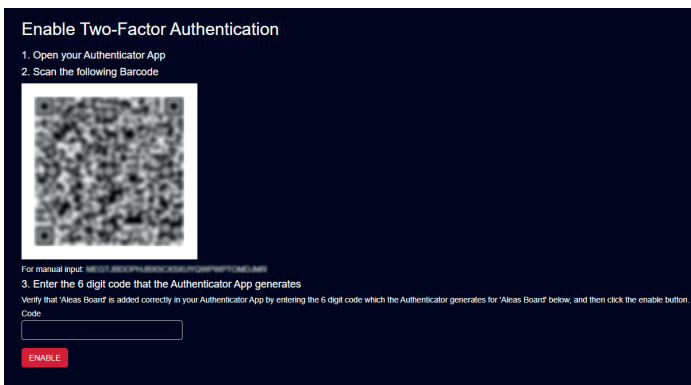 Enable Two-Factor Authentication
1. Open your Authenticator App
2. Scan the following Barcode
For manual input:
3. Enter the 6 digit code that the Authenticator App generates
Verify that 'Aleas Board' is added correctly in your Authenticator App by entering the 6 digit code which the Authenticator generates for 'Aleas Board' below, and then click the enable button.
Code
ENABLE